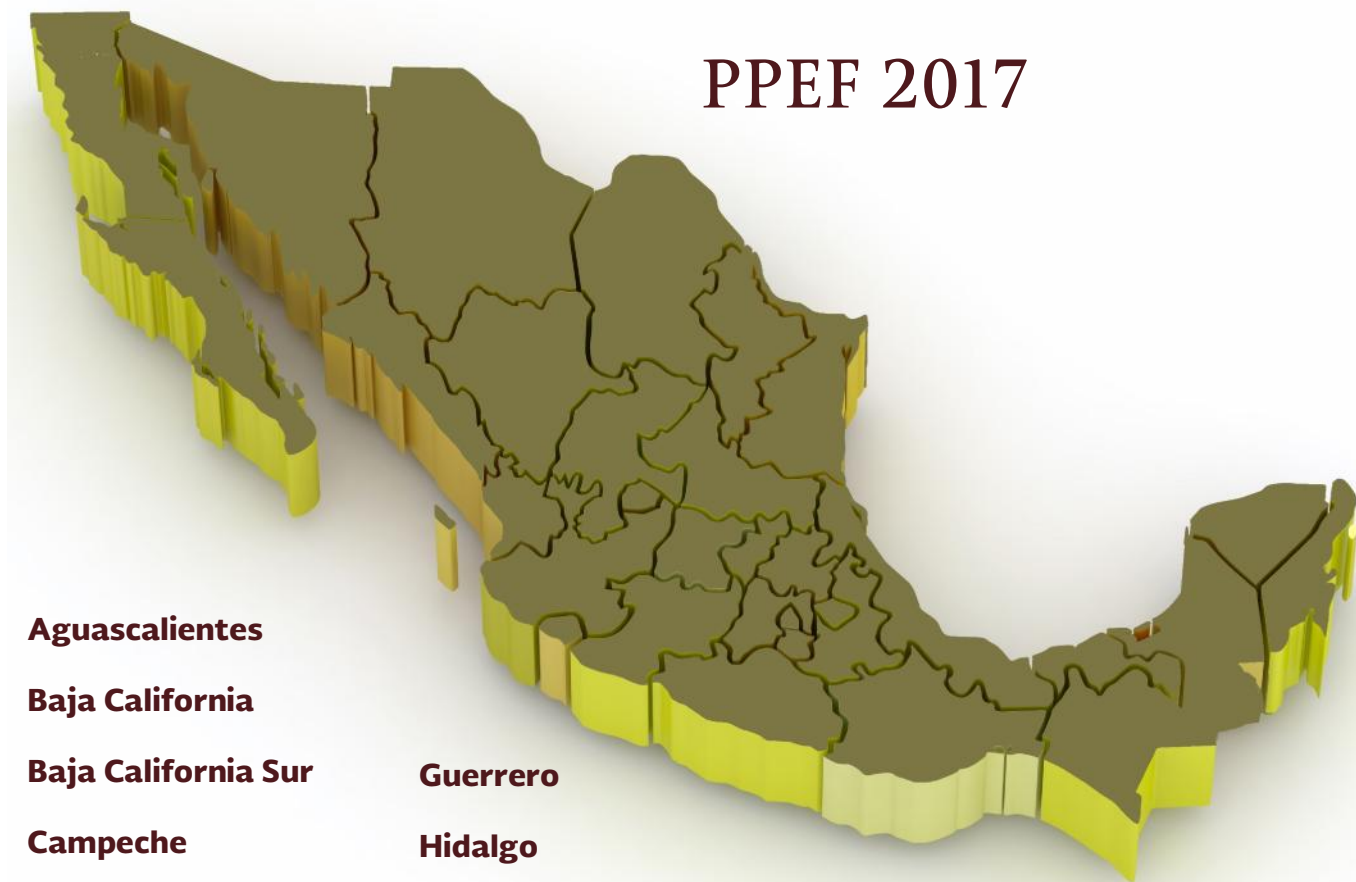 PPEF 2017
Aguascalientes
Baja California
Baja California Sur
Campeche
Guerrero
Hidalgo